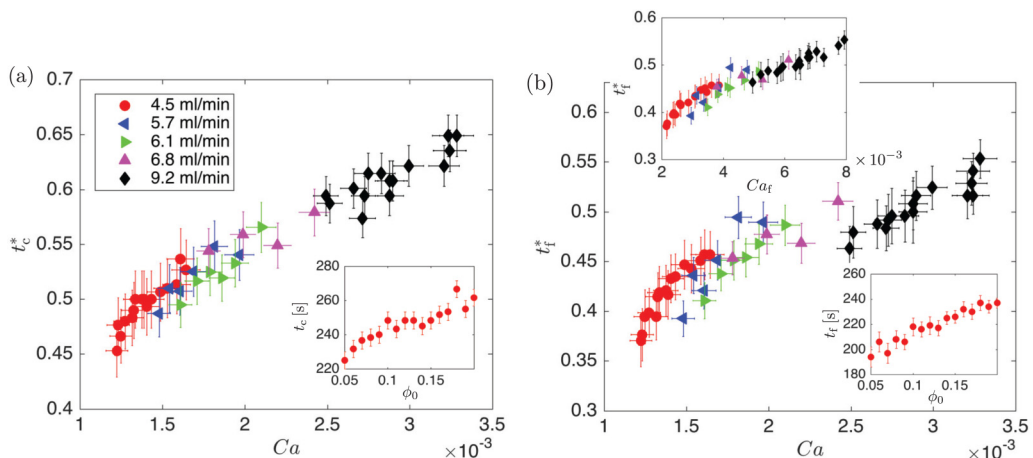 (a)
0.7
0.65
0.6
0.55
0.5
0.45
0.4
t*c
4.5 ml/min
5.7 ml/min
6.1 ml/min
6.8 ml/min
9.2 ml/min
260
240
220
tc [s]
0.05 0.1 0.15
ϕ0
1 1.5 2 2.5 3 3.5
Ca
×10⁻³
(b)
0.6
0.5
0.4
0.3
t*f
2 4 6 8
Caf
×10⁻³
0.6
0.55
0.5
0.45
0.4
0.35
0.3
t*f
260
220
180
tf [s]
0.05 0.1 0.15
ϕ0
1 1.5 2 2.5 3 3.5
Ca
×10⁻³